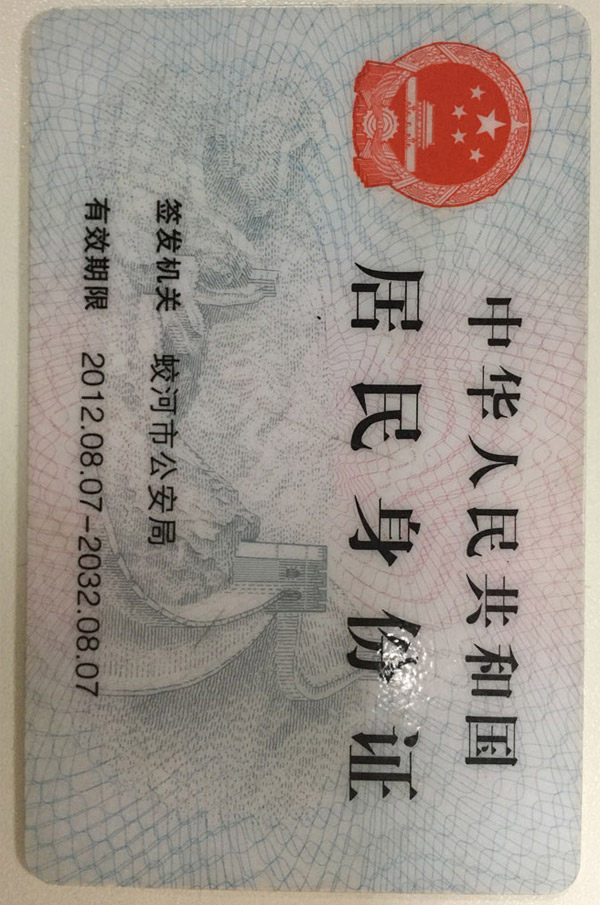 中华人民共和国
居民身份证
签发机关 蛟河市公安局
有效期限 2012.08.07-2032.08.07